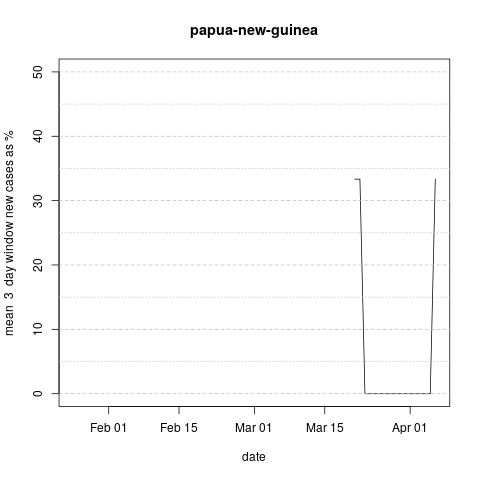 papua-new-guinea
mean  3  day window new cases as %
50
40
30
20
10
0
Feb 01
Feb 15
Mar 01
Mar 15
Apr 01
date